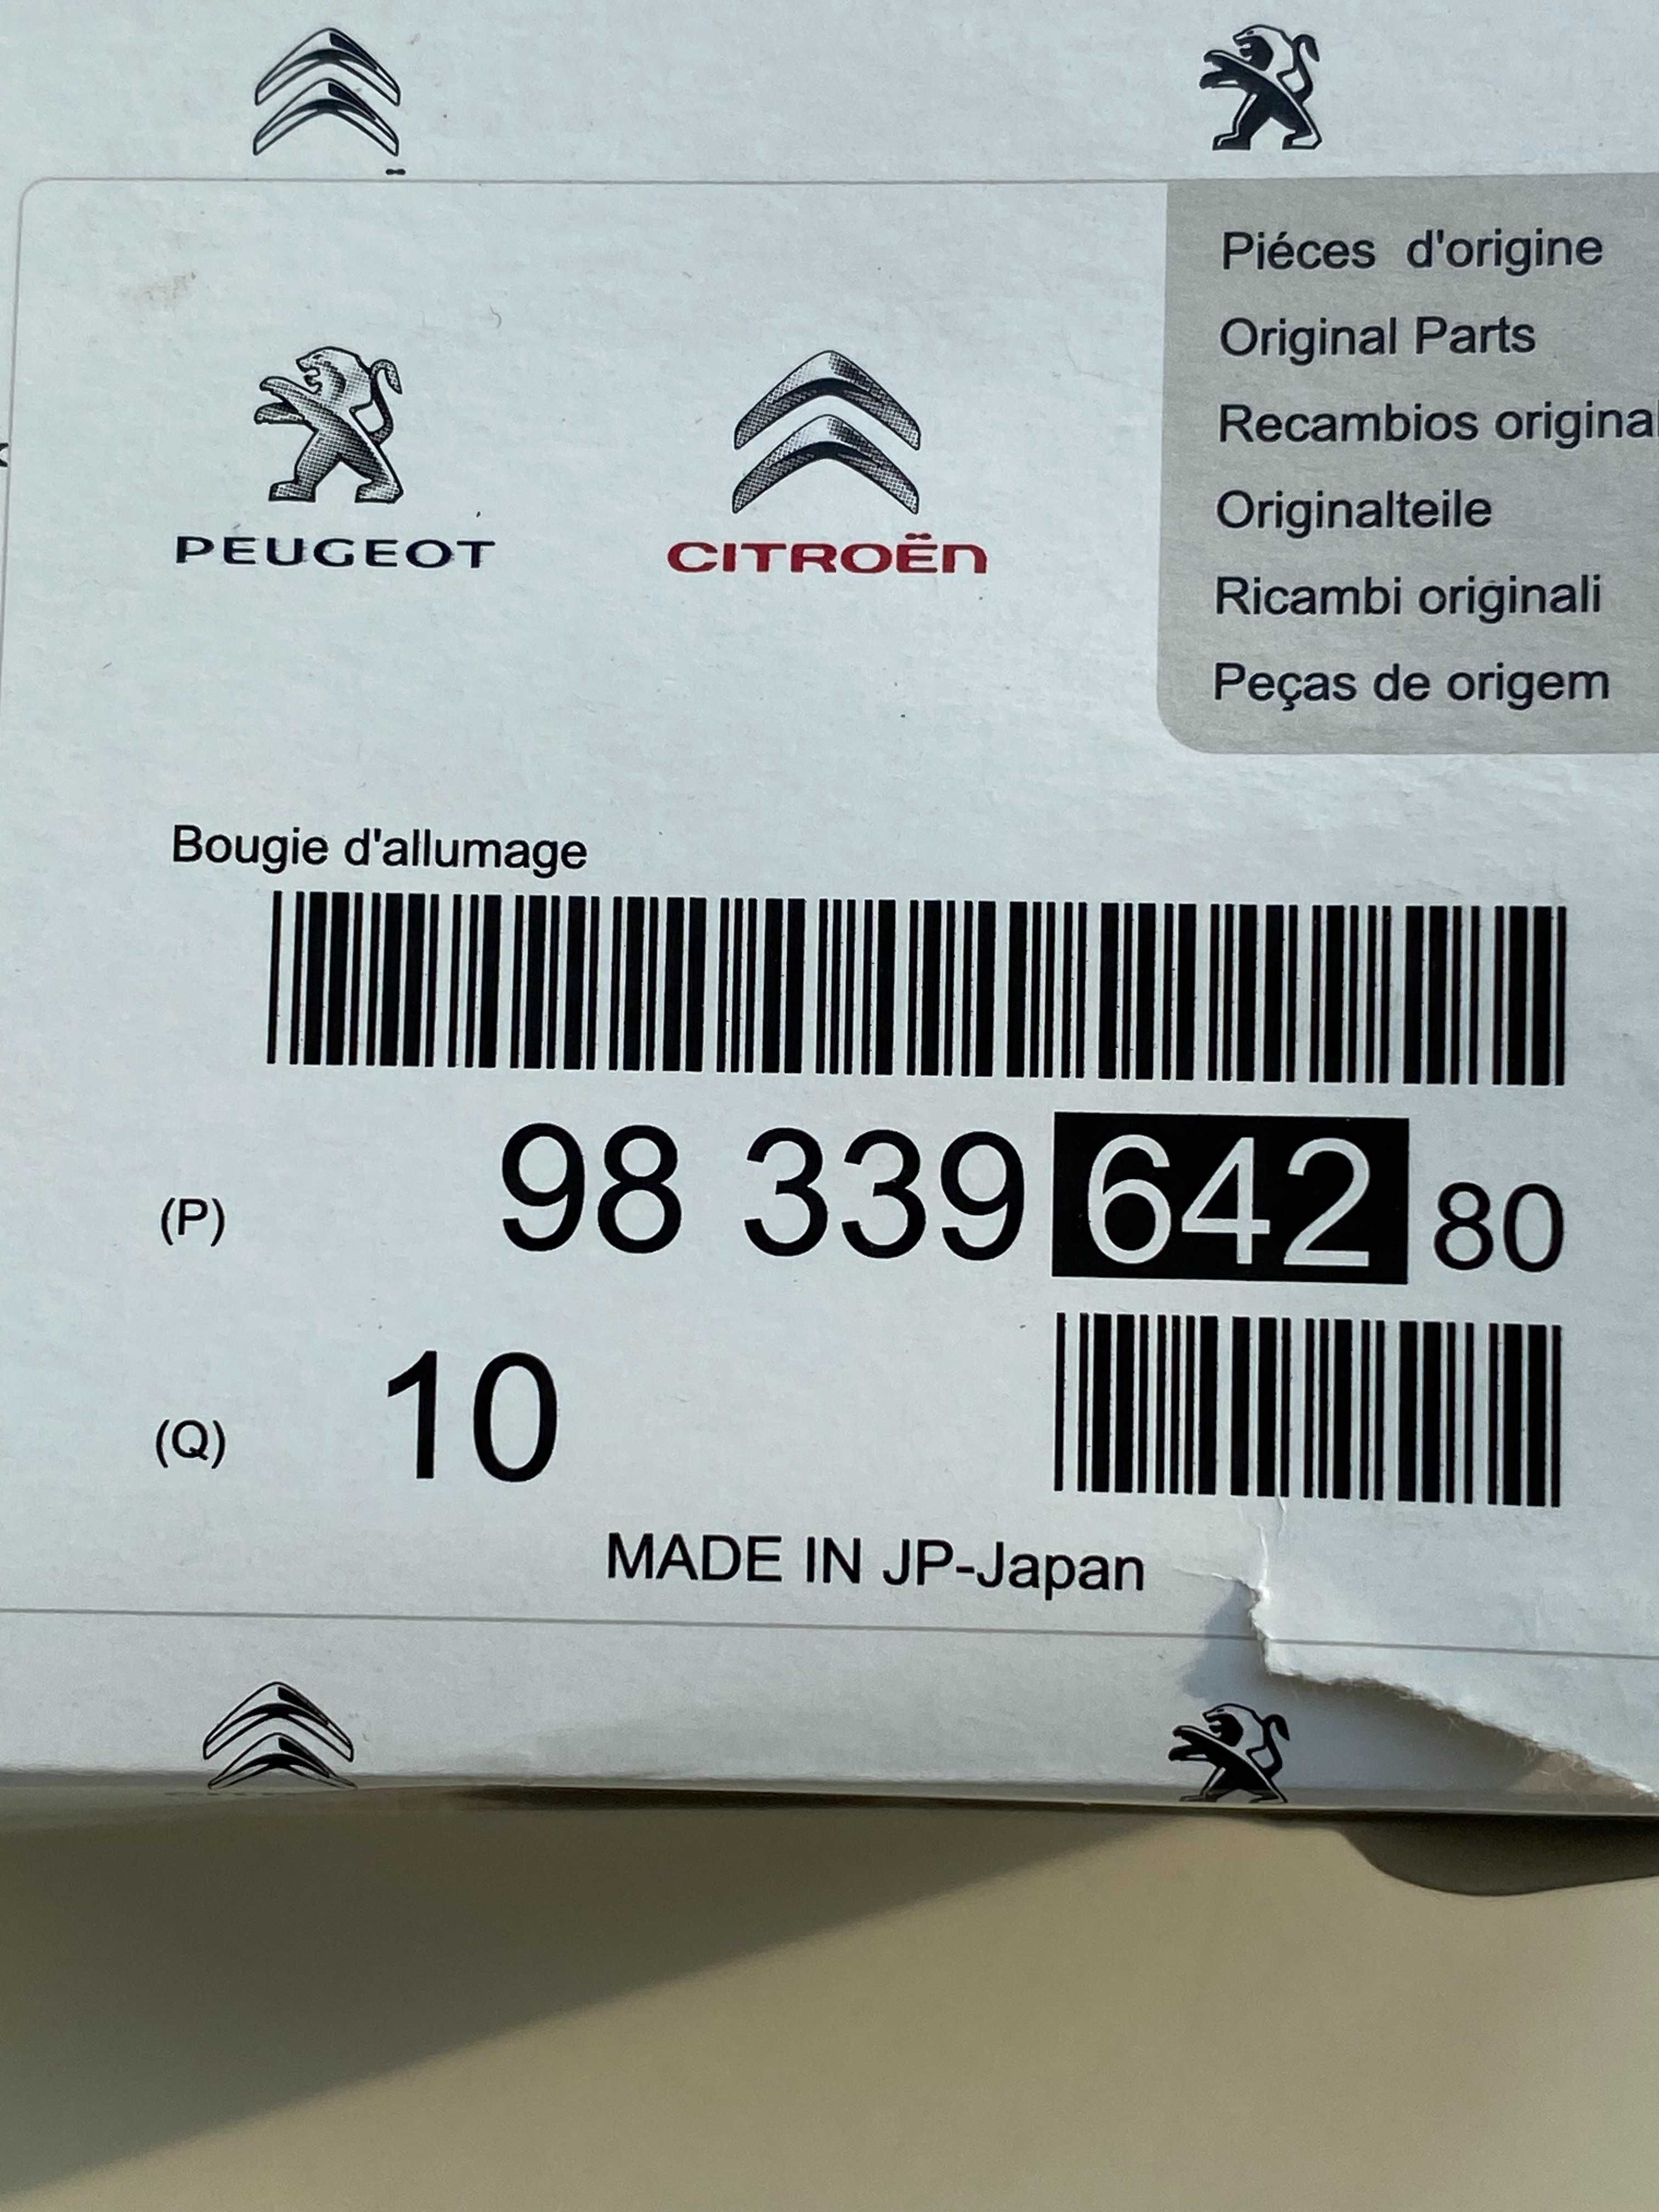 PEUGEOT
CITROËN
Piéces d'origine
Original Parts
Recambios original
Originalteile
Ricambi originali
Peças de origem
Bougie d'allumage
(P) 98 339 642 80
(Q) 10
MADE IN JP-Japan